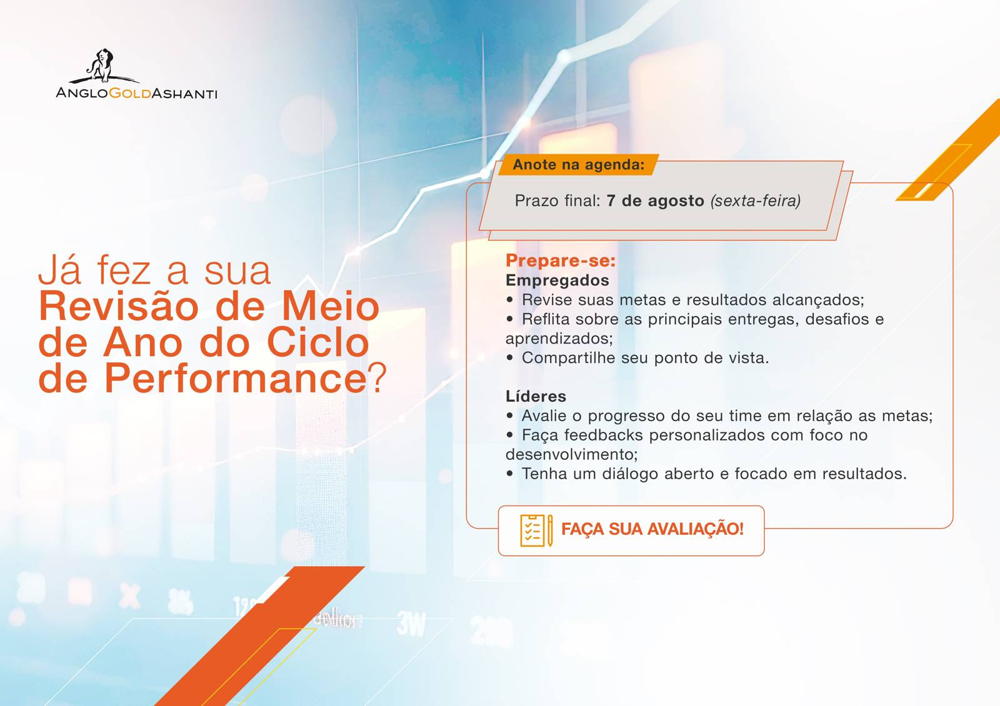 ANGLOGOLDASHANTI
Já fez a sua
Revisão de Meio
de Ano do Ciclo
de Performance?
Anote na agenda:
Prazo final: 7 de agosto (sexta-feira)
Prepare-se:
Empregados
• Revise suas metas e resultados alcançados;
• Reflita sobre as principais entregas, desafios e
aprendizados;
• Compartilhe seu ponto de vista.
Líderes
• Avalie o progresso do seu time em relação as metas;
• Faça feedbacks personalizados com foco no
desenvolvimento;
• Tenha um diálogo aberto e focado em resultados.
FAÇA SUA AVALIAÇÃO!
3W